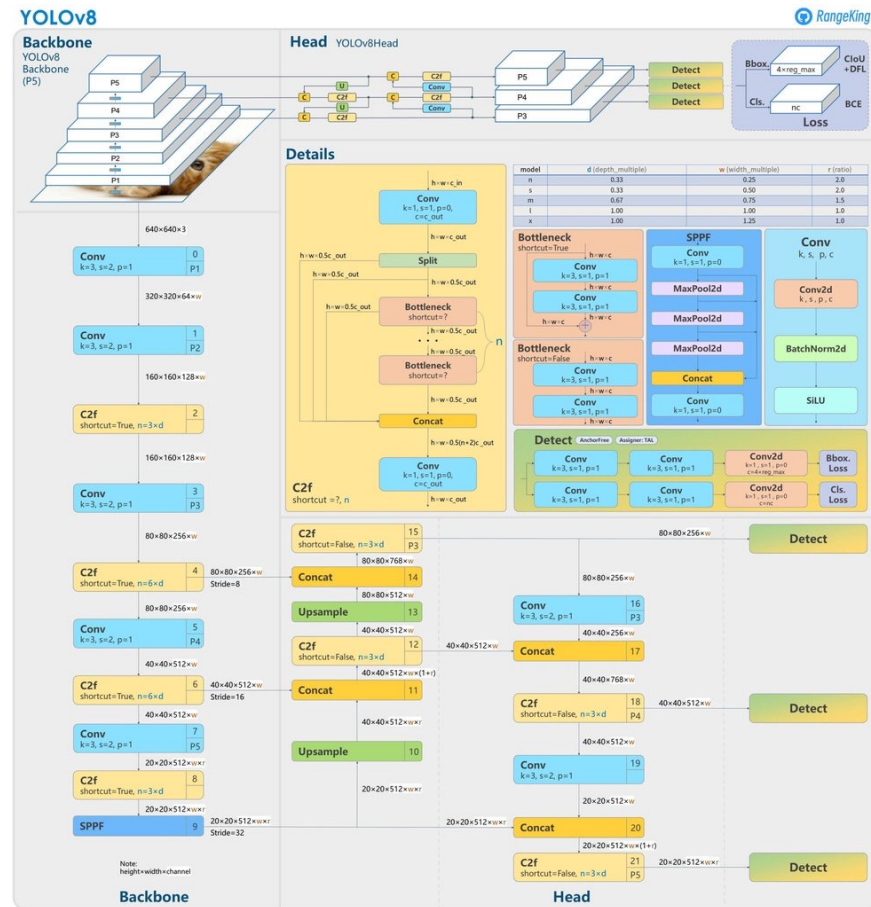 YOLOv8
RangeKing
Backbone
YOLOv8
Backbone
(P5)
P5
P4
P3
P2
P1
Head YOLOv8Head
U
C
C2f
C
C2f
Conv
C
C2f
U
C
C2f
Conv
C
C2f
P5
P4
P3
Detect
Detect
Detect
Bbox.
4×reg_max
CIoU
+DFL
Cls.
nc
BCE
Loss
Details
h×w×c_in
Conv
k=1, s=1, p=0,
c=c_out
h×w×c_out
Split
h×w×0.5c_out
h×w×0.5c_out
h×w×0.5c_out
h×w×0.5c_out
Bottleneck
shortcut=?
h×w×0.5c_out
• • •
n
h×w×0.5c_out
Bottleneck
shortcut=?
h×w×0.5c_out
Concat
h×w×0.5(n+2)c_out
Conv
k=1, s=1, p=0,
c=c_out
h×w×c_out
C2f
shortcut =?, n
model d (depth_multiple) w (width_multiple) r (ratio)
n 0.33 0.25 2.0
s 0.33 0.50 2.0
m 0.67 0.75 1.5
l 1.00 1.00 1.0
x 1.00 1.25 1.0
Bottleneck
shortcut=True
h×w×c
Conv
k=3, s=1, p=1
h×w×c
Conv
k=3, s=1, p=1
h×w×c
h×w×c
+
Bottleneck
shortcut=False
h×w×c
Conv
k=3, s=1, p=1
h×w×c
Conv
k=3, s=1, p=1
h×w×c
SPPF
Conv
k=1, s=1, p=0
MaxPool2d
MaxPool2d
MaxPool2d
Concat
Conv
k=1, s=1, p=0
Conv
k, s, p, c
Conv2d
k, s, p, c
BatchNorm2d
SiLU
Detect AnchorFree Assigner: TAL
Conv
k=3, s=1, p=1
Conv
k=3, s=1, p=1
Conv2d
k=1, s=1, p=0
c=4×reg_max
Bbox.
Loss
Conv
k=3, s=1, p=1
Conv
k=3, s=1, p=1
Conv2d
k=1, s=1, p=0
c=nc
Cls.
Loss
640×640×3
Conv
k=3, s=2, p=1
0
P1
320×320×64×w
Conv
k=3, s=2, p=1
1
P2
160×160×128×w
C2f
shortcut=True, n=3×d
2
160×160×128×w
Conv
k=3, s=2, p=1
3
P3
80×80×256×w
C2f
shortcut=True, n=6×d
4
80×80×256×w
Stride=8
80×80×256×w
Conv
k=3, s=2, p=1
5
P4
40×40×512×w
C2f
shortcut=True, n=6×d
6
40×40×512×w
Stride=16
40×40×512×w
Conv
k=3, s=2, p=1
7
P5
20×20×512×w×r
C2f
shortcut=True, n=3×d
8
20×20×512×w×r
SPPF
9
20×20×512×w×r
Stride=32
Note:
height×width×channel
Backbone
C2f
shortcut=False, n=3×d
15
P3
80×80×768×w
Concat
14
80×80×512×w
Upsample
13
40×40×512×w
C2f
shortcut=False, n=3×d
12
40×40×512×w
40×40×512×w×(1+r)
Concat
11
40×40×512×w×r
Upsample
10
20×20×512×w×r
80×80×256×w
Detect
80×80×256×w
Conv
k=3, s=2, p=1
16
P3
40×40×256×w
Concat
17
40×40×768×w
C2f
shortcut=False, n=3×d
18
P4
40×40×512×w
Detect
40×40×512×w
Conv
k=3, s=2, p=1
19
20×20×512×w
20×20×512×w×r
Concat
20
20×20×512×w×(1+r)
C2f
shortcut=False, n=3×d
21
P5
20×20×512×w×r
Detect
Head